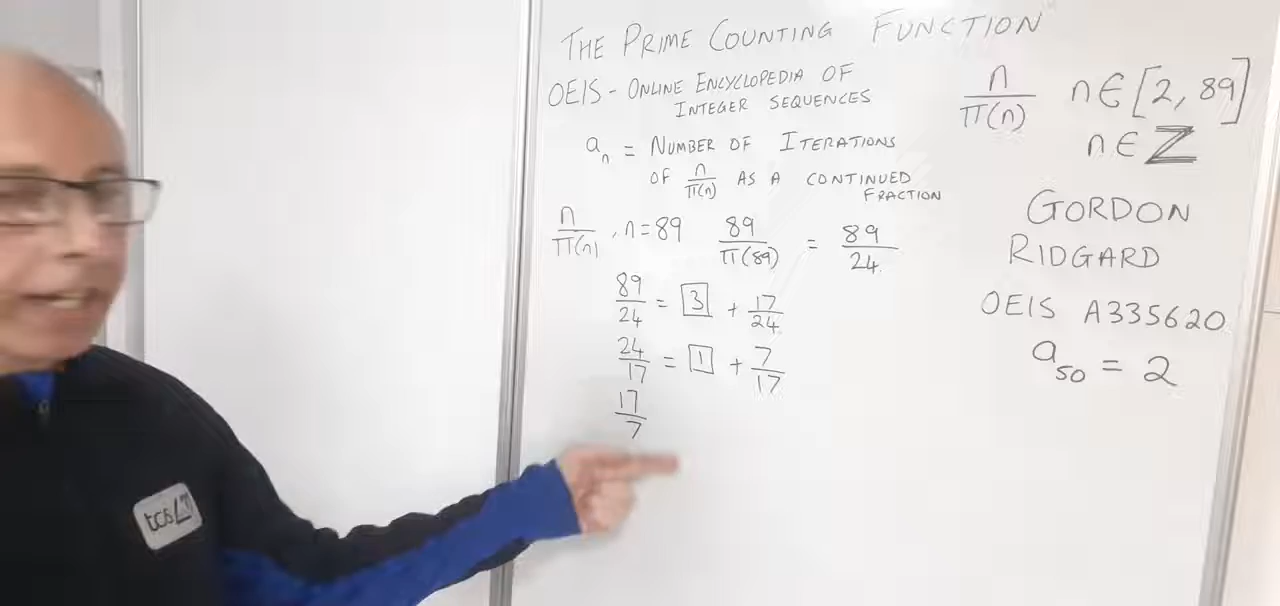 THE PRIME COUNTING FUNCTION
OEIS - ONLINE ENCYCLOPEDIA OF
INTEGER SEQUENCES
a_n = NUMBER OF ITERATIONS
OF n/π(n) AS A CONTINUED
FRACTION
n/π(n), n=89 89/π(89) = 89/24
89/24 = 3 + 17/24
24/17 = 1 + 7/17
17/7
n/π(n) n∈[2,89]
n∈ℤ
GORDON
RIDGARD
OEIS A335620
a_50 = 2